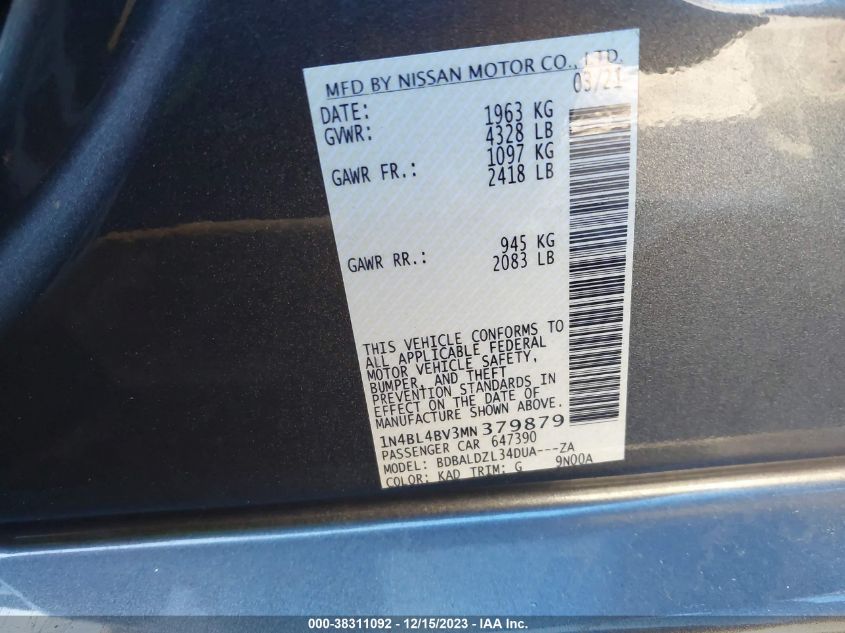 MFD BY NISSAN MOTOR CO., LTD.
DATE: 03/21
GVWR: 1963 KG
4328 LB
GAWR FR.: 1097 KG
2418 LB
GAWR RR.: 945 KG
2083 LB
THIS VEHICLE CONFORMS TO
ALL APPLICABLE FEDERAL
MOTOR VEHICLE SAFETY,
BUMPER, AND THEFT
PREVENTION STANDARDS IN
EFFECT ON THE DATE OF
MANUFACTURE SHOWN ABOVE.
1N4BL4BV3MN379879
PASSENGER CAR 647390
MODEL: BDBALDZL34DUA---ZA
COLOR: KAD TRIM: G 9N00A
000-38311092 - 12/15/2023 - IAA Inc.